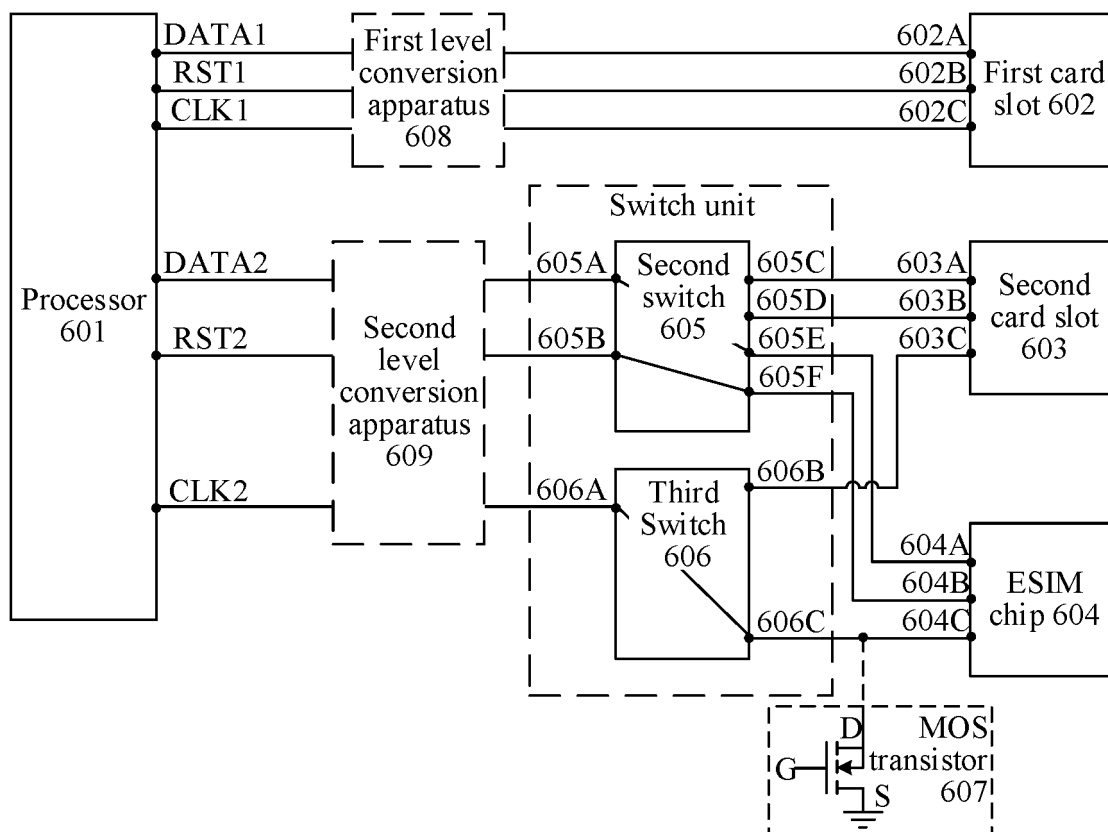 DATA1
RST1
CLK1
First level
conversion
apparatus
608
602A
602B
602C
First card
slot 602
Processor
601
DATA2
RST2
CLK2
Second
level
conversion
apparatus
609
Switch unit
605A
605B
Second
switch
605
605C
605D
605E
605F
603A
603B
603C
Second
card slot
603
606A
Third
Switch
606
606B
606C
604A
604B
604C
ESIM
chip 604
D
G
S
MOS
transistor
607